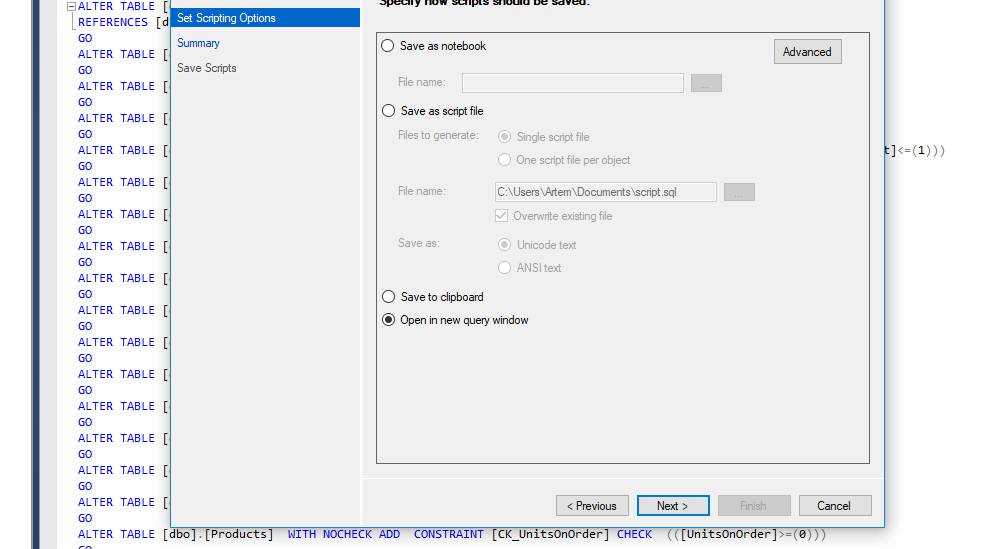 ALTER TABLE [
REFERENCES [d
GO
ALTER TABLE [
GO
ALTER TABLE [
GO
ALTER TABLE [
GO
ALTER TABLE [
t]<=(1)))
GO
ALTER TABLE [
GO
ALTER TABLE [
GO
ALTER TABLE [
GO
ALTER TABLE [
GO
ALTER TABLE [
GO
ALTER TABLE [
GO
ALTER TABLE [
GO
ALTER TABLE [
GO
ALTER TABLE [
GO
ALTER TABLE [
GO
ALTER TABLE [
GO
ALTER TABLE [dbo].[Products]  WITH NOCHECK ADD  CONSTRAINT [CK_UnitsOnOrder] CHECK  (([UnitsOnOrder]>=(0)))
GO
Set Scripting Options
Summary
Save Scripts
Specify how scripts should be saved.
Save as notebook
Advanced
File name:
...
Save as script file
Files to generate:
Single script file
One script file per object
File name:
C:\Users\Artem\Documents\script.sql
...
Overwrite existing file
Save as:
Unicode text
ANSI text
Save to clipboard
Open in new query window
< Previous
Next >
Finish
Cancel